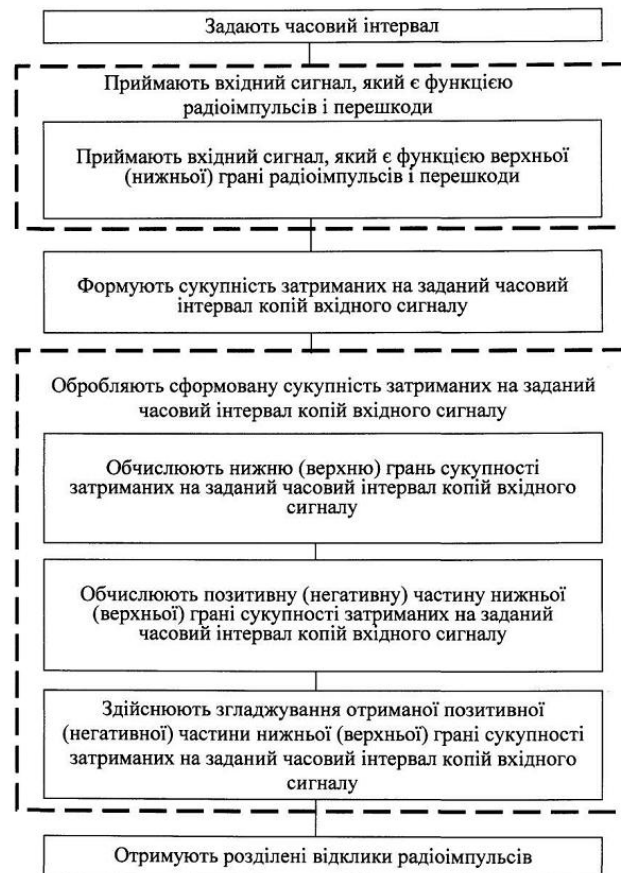 Задають часовий інтервал
Приймають вхідний сигнал, який є функцією
радіоімпульсів і перешкоди
Приймають вхідний сигнал, який є функцією верхньої
(нижньої) грані радіоімпульсів і перешкоди
Формують сукупність затриманих на заданий часовий
інтервал копій вхідного сигналу
Обробляють сформовану сукупність затриманих на заданий
часовий інтервал копій вхідного сигналу
Обчислюють нижню (верхню) грань сукупності
затриманих на заданий часовий інтервал копій вхідного
сигналу
Обчислюють позитивну (негативну) частину нижньої
(верхньої) грані сукупності затриманих на заданий
часовий інтервал копій вхідного сигналу
Здійснюють згладжування отриманої позитивної
(негативної) частини нижньої (верхньої) грані сукупності
затриманих на заданий часовий інтервал копій вхідного
сигналу
Отримують розділені відклики радіоімпульсів